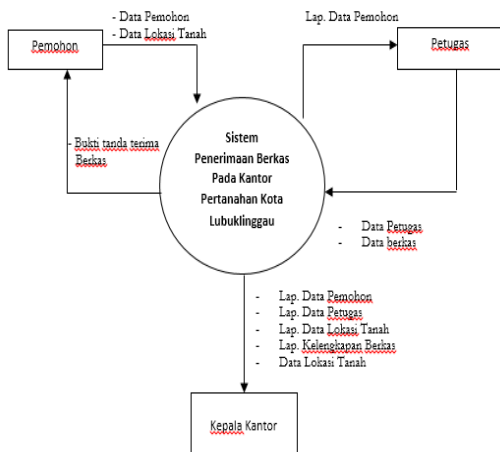 - Data Pemohon
- Data Lokasi Tanah
Lap. Data Pemohon
Pemohon
Petugas
- Bukti tanda terima
Berkas
Sistem
Penerimaan Berkas
Pada Kantor
Pertanahan Kota
Lubuklinggau
- Data Petugas
- Data berkas
- Lap. Data Pemohon
- Lap. Data Petugas
- Lap. Data Lokasi Tanah
- Lap. Kelengkapan Berkas
- Data Lokasi Tanah
Kepala Kantor